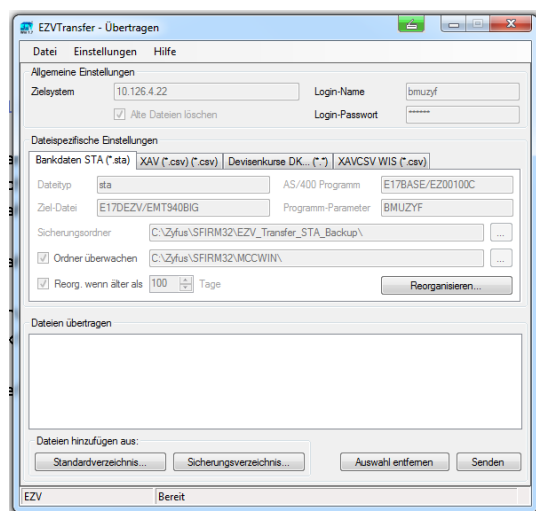 EZVTransfer - Übertragen
Datei Einstellungen Hilfe
Allgemeine Einstellungen
Zielsystem 10.126.4.22 Login-Name bmuzyf
Alte Dateien löschen Login-Passwort ******
Dateispezifische Einstellungen
Bankdaten STA (*.sta) XAV (*.csv) (*.csv) Devisenkurse DK... (*.*) XAVCSV WIS (*.csv)
Dateityp sta AS/400 Programm E17BASE/EZ00100C
Ziel-Datei E17DEZV/EMT940BIG Programm-Parameter BMUZYF
Sicherungsordner C:\Zyfus\SFIRM32\EZV_Transfer_STA_Backup\ ...
Ordner überwachen C:\Zyfus\SFIRM32\MCCWIN\ ...
Reorg. wenn älter als 100 Tage Reorganisieren...
Dateien übertragen
Dateien hinzufügen aus:
Standardverzeichnis... Sicherungsverzeichnis... Auswahl entfernen Senden
EZV Bereit